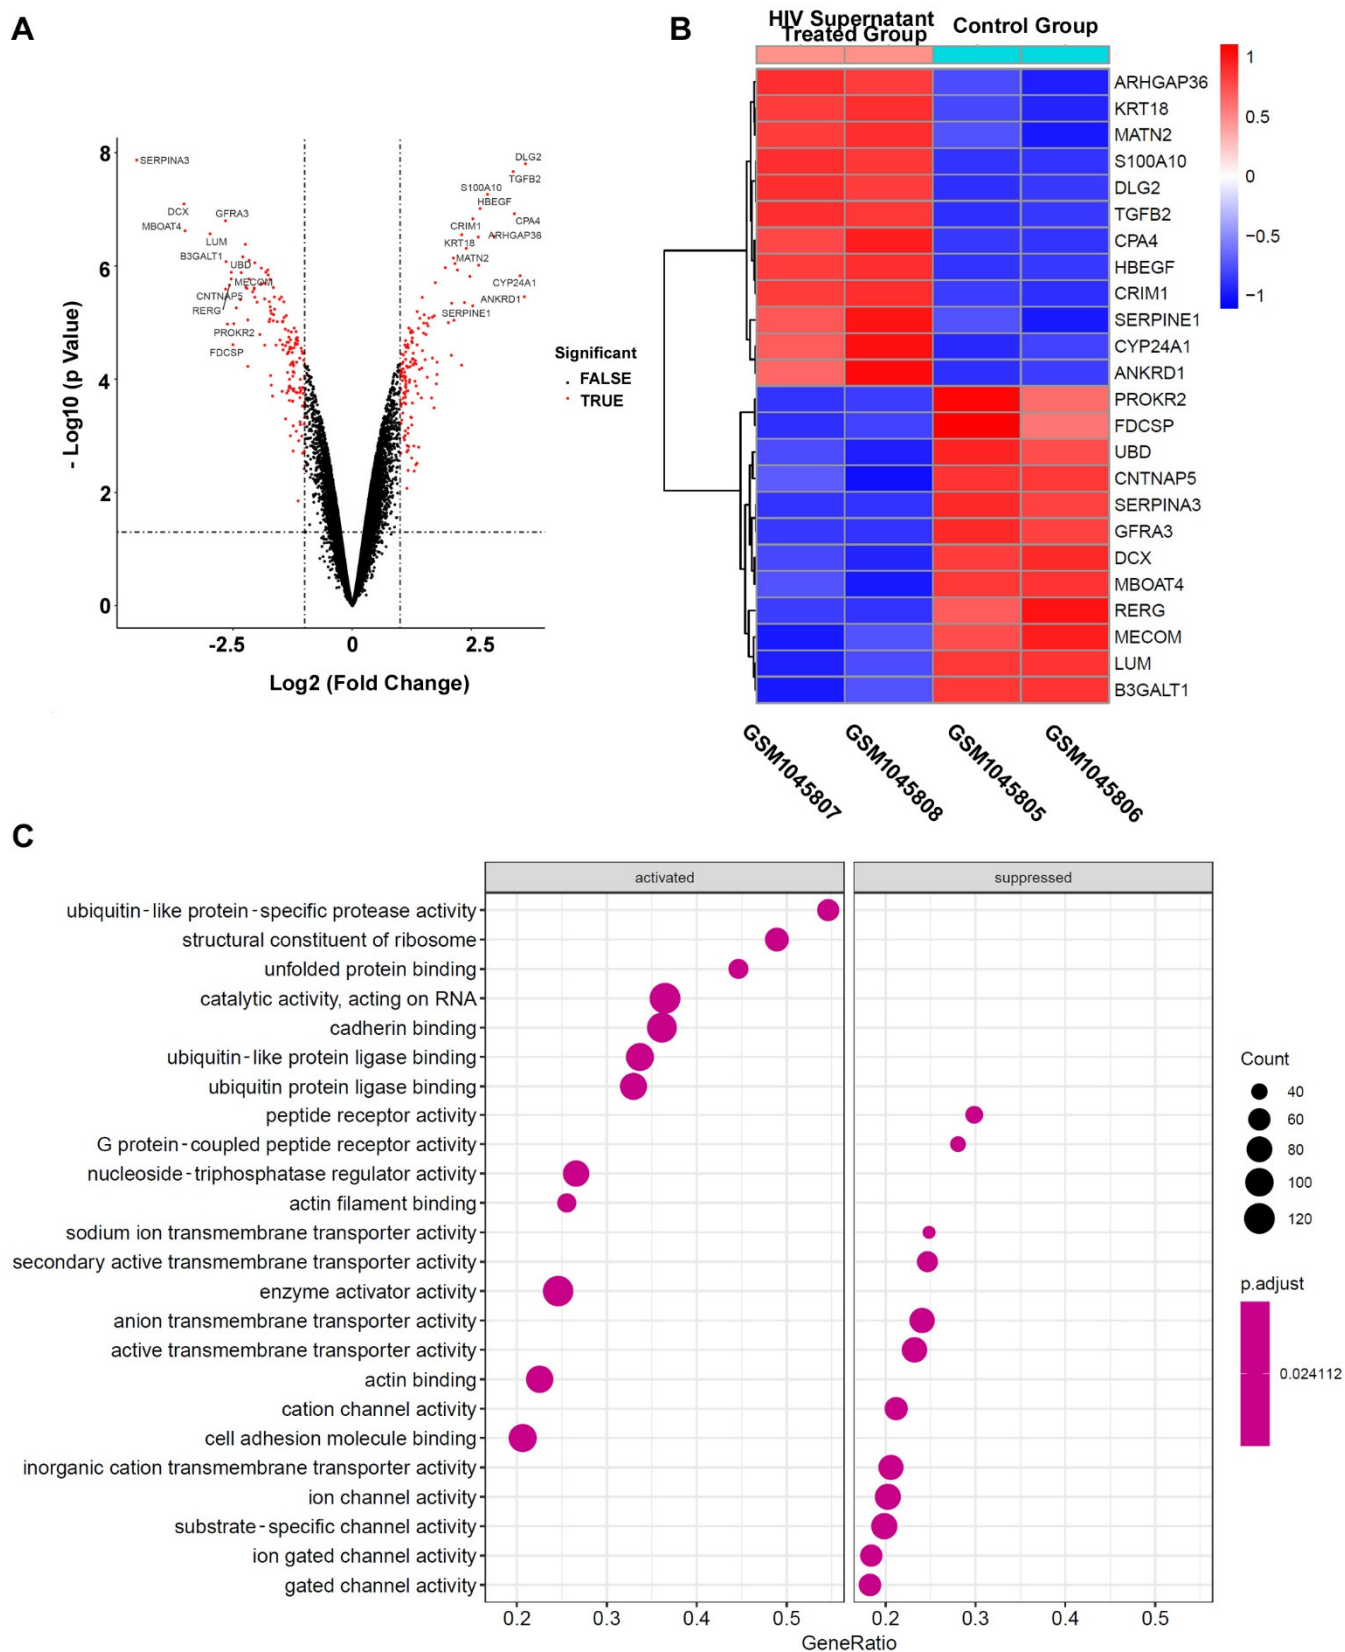 A
8
6
4
2
0
-2.5
0
2.5
- Log10 (p Value)
Log2 (Fold Change)
SERPINA3
DCX
MBOAT4
GFRA3
LUM
B3GALT1
UBD
MECOM
CNTNAP5
RERG
PROKR2
FDCSP
DLG2
TGFB2
S100A10
HBEGF
CPA4
CRIM1
ARHGAP36
KRT18
MATN2
CYP24A1
ANKRD1
SERPINE1
Significant
FALSE
TRUE
B
HIV Supernatant
Treated Group
Control Group
ARHGAP36
KRT18
MATN2
S100A10
DLG2
TGFB2
CPA4
HBEGF
CRIM1
SERPINE1
CYP24A1
ANKRD1
PROKR2
FDCSP
UBD
CNTNAP5
SERPINA3
GFRA3
DCX
MBOAT4
RERG
MECOM
LUM
B3GALT1
1
0.5
0
−0.5
−1
GSM1045807
GSM1045808
GSM1045805
GSM1045806
C
activated
suppressed
ubiquitin-like protein-specific protease activity
structural constituent of ribosome
unfolded protein binding
catalytic activity, acting on RNA
cadherin binding
ubiquitin-like protein ligase binding
ubiquitin protein ligase binding
peptide receptor activity
G protein-coupled peptide receptor activity
nucleoside-triphosphatase regulator activity
actin filament binding
sodium ion transmembrane transporter activity
secondary active transmembrane transporter activity
enzyme activator activity
anion transmembrane transporter activity
active transmembrane transporter activity
actin binding
cation channel activity
cell adhesion molecule binding
inorganic cation transmembrane transporter activity
ion channel activity
substrate-specific channel activity
ion gated channel activity
gated channel activity
0.2 0.3 0.4 0.5
0.2 0.3 0.4 0.5
GeneRatio
Count
40
60
80
100
120
p.adjust
0.024112